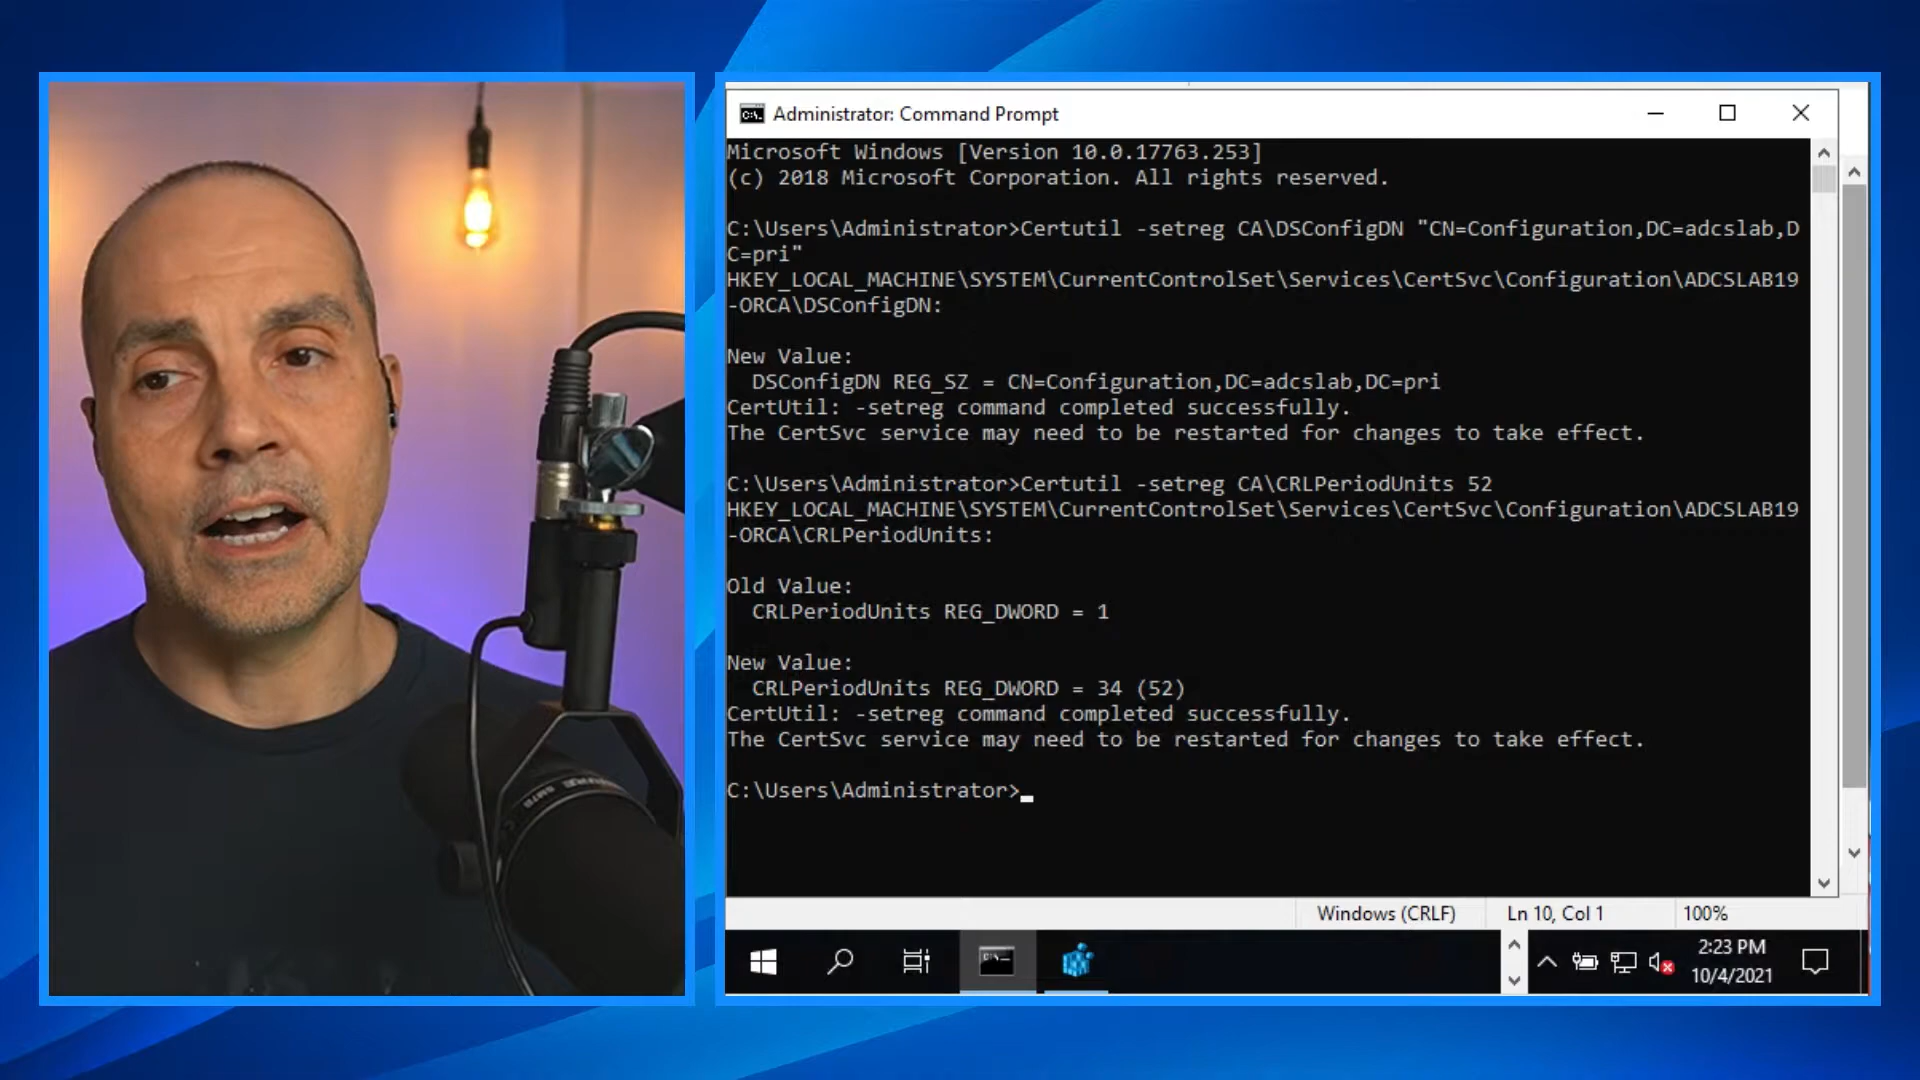 Administrator: Command Prompt
Microsoft Windows [Version 10.0.17763.253]
(c) 2018 Microsoft Corporation. All rights reserved.
C:\Users\Administrator>Certutil -setreg CA\DSConfigDN "CN=Configuration,DC=adcslab,D
C=pri"
HKEY_LOCAL_MACHINE\SYSTEM\CurrentControlSet\Services\CertSvc\Configuration\ADCSLAB19
-ORCA\DSConfigDN:
New Value:
DSConfigDN REG_SZ = CN=Configuration,DC=adcslab,DC=pri
CertUtil: -setreg command completed successfully.
The CertSvc service may need to be restarted for changes to take effect.
C:\Users\Administrator>Certutil -setreg CA\CRLPeriodUnits 52
HKEY_LOCAL_MACHINE\SYSTEM\CurrentControlSet\Services\CertSvc\Configuration\ADCSLAB19
-ORCA\CRLPeriodUnits:
Old Value:
CRLPeriodUnits REG_DWORD = 1
New Value:
CRLPeriodUnits REG_DWORD = 34 (52)
CertUtil: -setreg command completed successfully.
The CertSvc service may need to be restarted for changes to take effect.
C:\Users\Administrator>_
Windows (CRLF) Ln 10, Col 1 100%
2:23 PM
10/4/2021